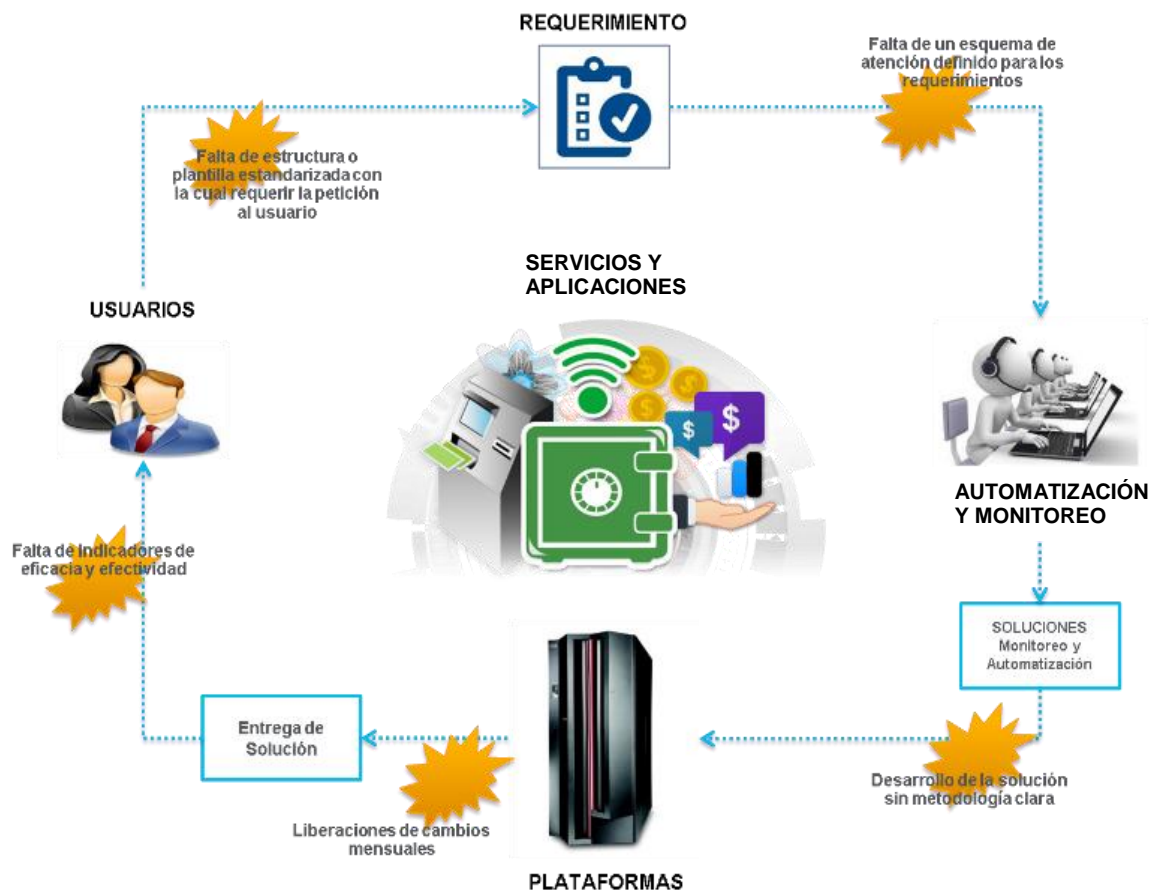 REQUERIMIENTO
Falta de un esquema de
atención definido para los
requerimientos
Falta de estructura o
plantilla estandarizada con
la cual requerir la petición
al usuario
SERVICIOS Y
APLICACIONES
USUARIOS
$
$
AUTOMATIZACIÓN
Y MONITOREO
Falta de indicadores de
eficacia y efectividad
SOLUCIONES
Monitoreo y
Automatización
Entrega de
Solución
Desarrollo de la solución
sin metodología clara
Liberaciones de cambios
mensuales
PLATAFORMAS